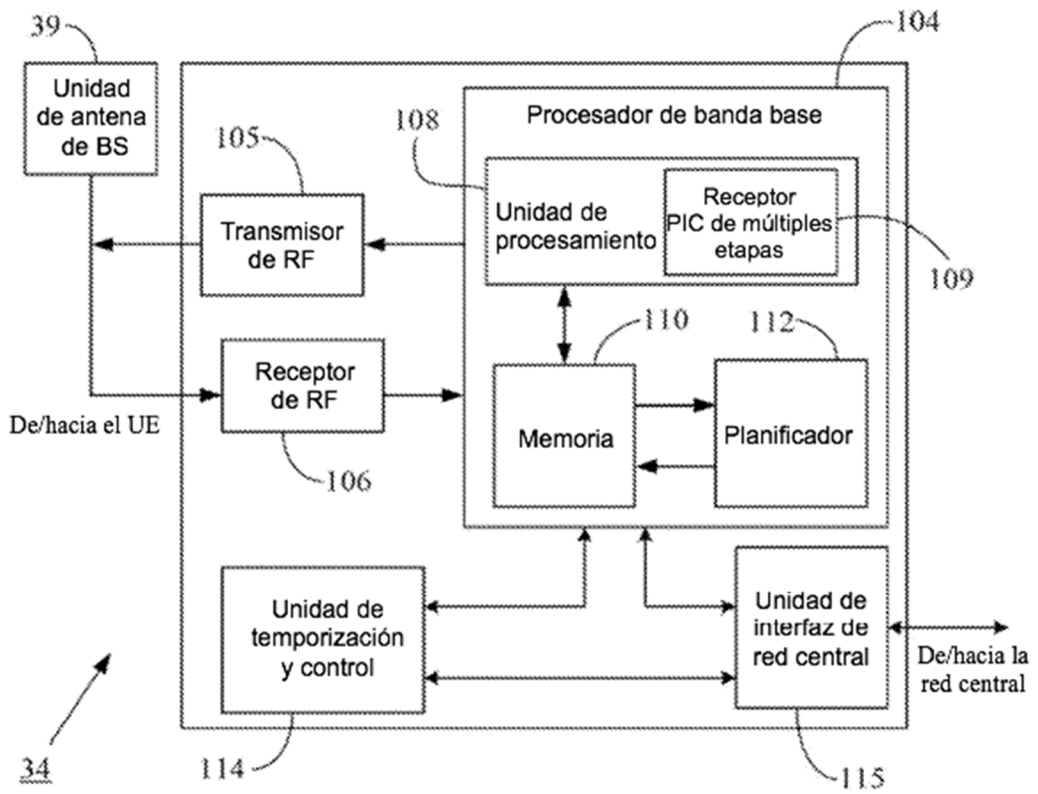 39
104
Unidad
de antena
de BS
Procesador de banda base
108
105
Unidad de
procesamiento
Receptor
PIC de múltiples
etapas
Transmisor
de RF
109
110
112
Receptor
de RF
De/hacia el UE
Memoria
Planificador
106
Unidad de
temporización
y control
Unidad de
interfaz de
red central
De/hacia la
red central
34
114
115